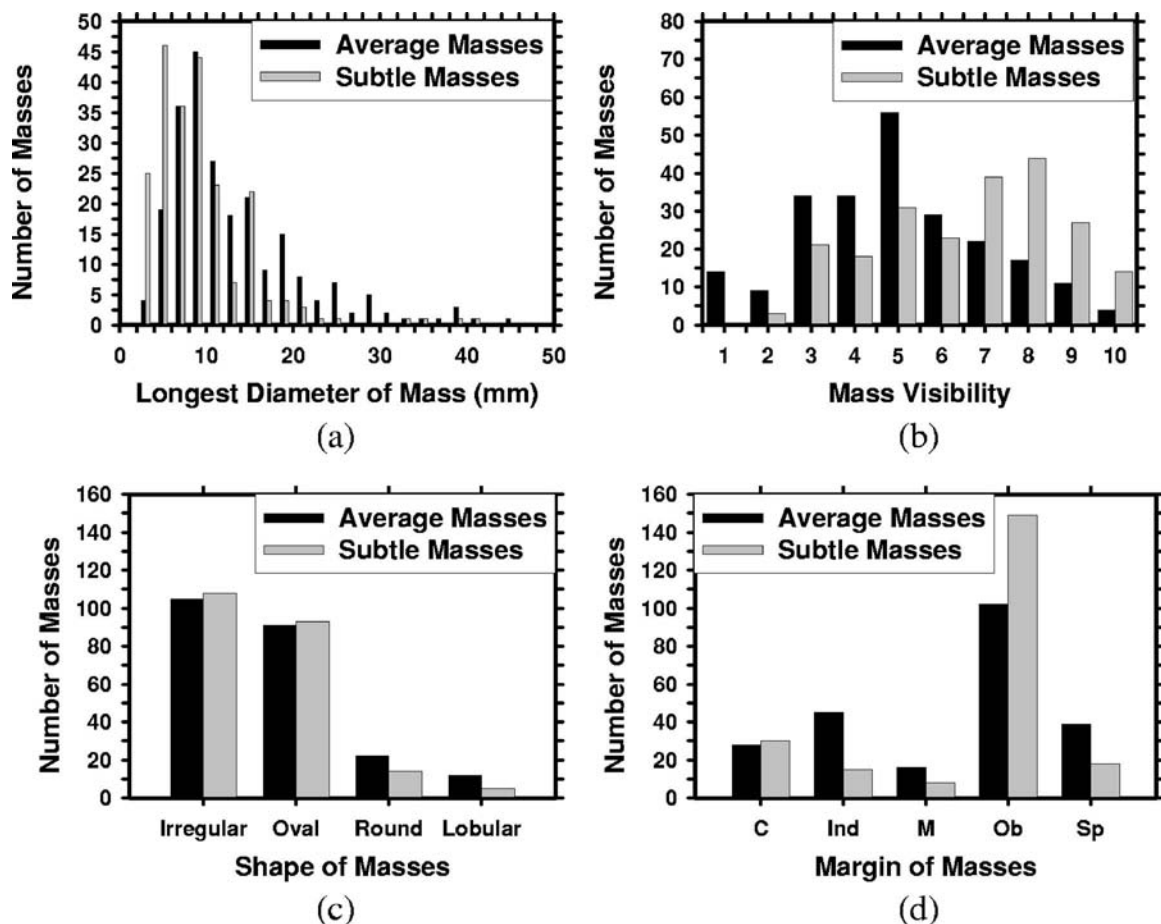 Number of Masses
50
45
40
35
30
25
20
15
10
5
0
Average Masses
Subtle Masses
0 10 20 30 40 50
Longest Diameter of Mass (mm)
(a)
Number of Masses
80
70
60
50
40
30
20
10
0
Average Masses
Subtle Masses
1 2 3 4 5 6 7 8 9 10
Mass Visibility
(b)
Number of Masses
160
140
120
100
80
60
40
20
0
Average Masses
Subtle Masses
Irregular Oval Round Lobular
Shape of Masses
(c)
Number of Masses
160
140
120
100
80
60
40
20
0
Average Masses
Subtle Masses
C Ind M Ob Sp
Margin of Masses
(d)